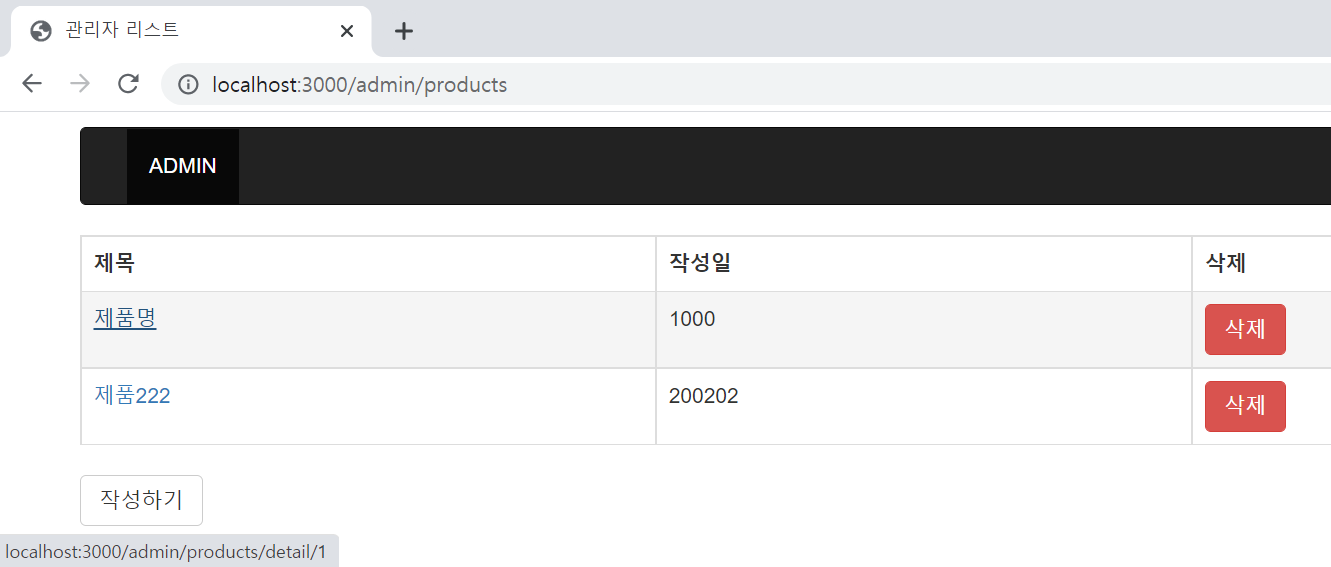 관리자 리스트
localhost:3000/admin/products
ADMIN
제목 작성일 삭제
제품명 1000 삭제
제품222 200202 삭제
작성하기
localhost:3000/admin/products/detail/1